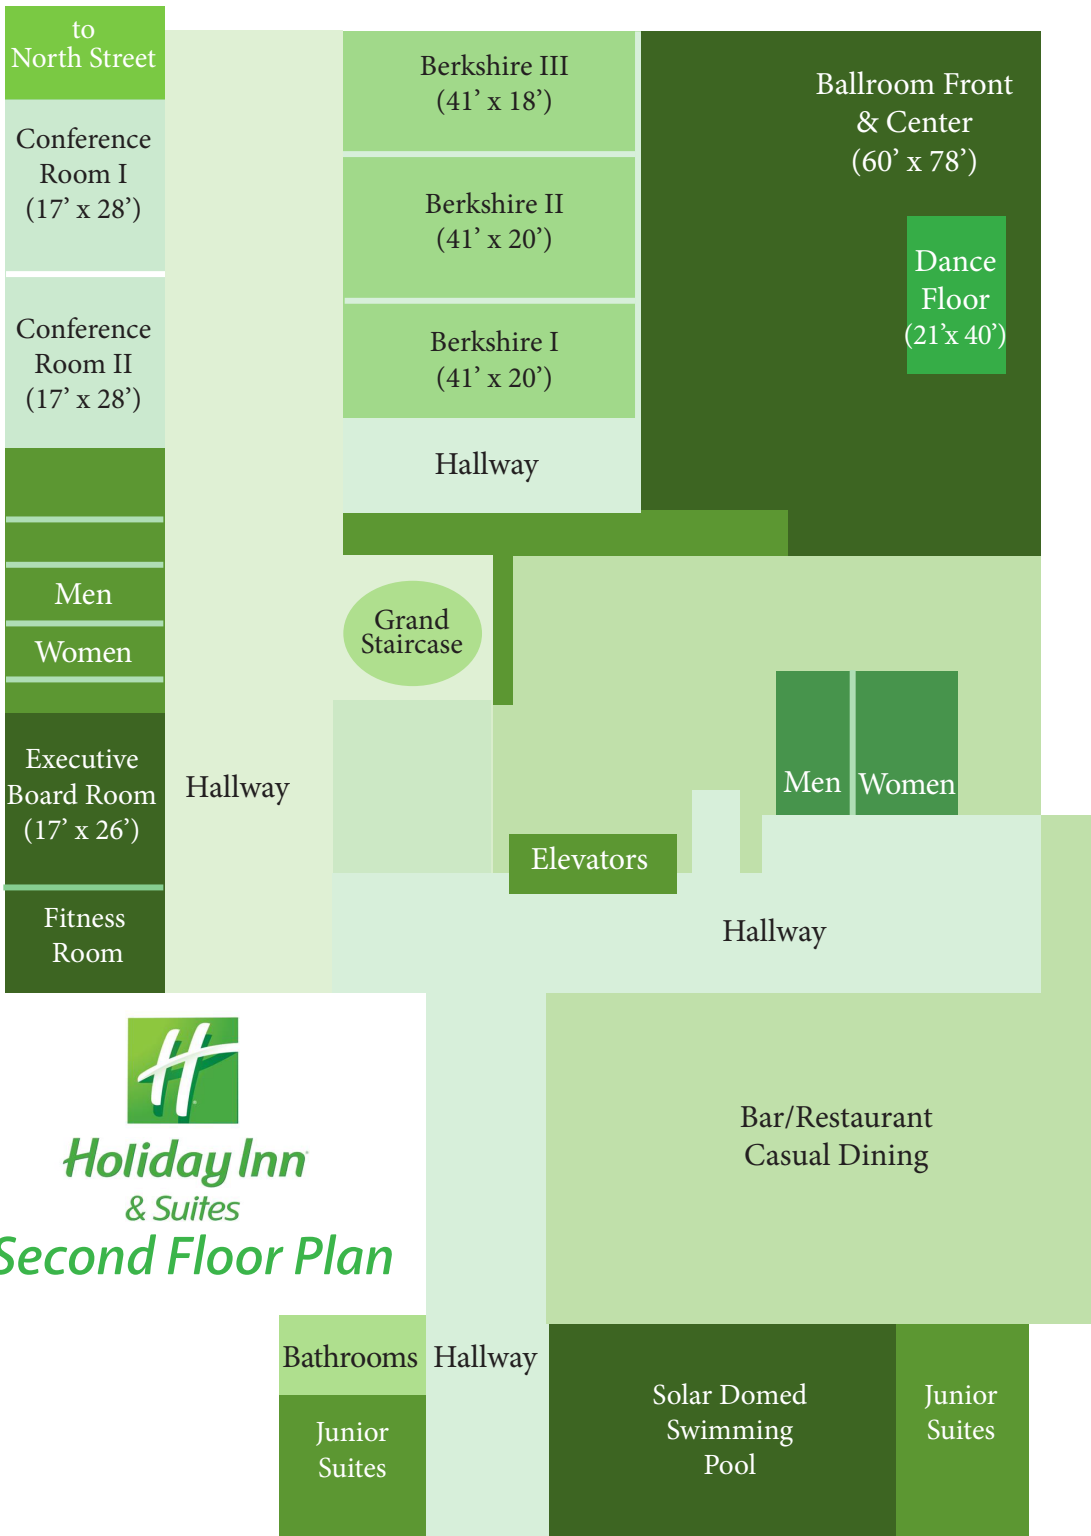 to
North Street
Conference
Room I
(17’ x 28’)
Conference
Room II
(17’ x 28’)
Men
Women
Executive
Board Room
(17’ x 26’)
Fitness
Room
Hallway
Berkshire III
(41’ x 18’)
Berkshire II
(41’ x 20’)
Berkshire I
(41’ x 20’)
Hallway
Ballroom Front
& Center
(60’ x 78’)
Dance
Floor
(21’x 40’)
Grand
Staircase
Men
Women
Elevators
Hallway
H
Holiday Inn
& Suites
Second Floor Plan
Bar/Restaurant
Casual Dining
Bathrooms
Hallway
Junior
Suites
Solar Domed
Swimming
Pool
Junior
Suites